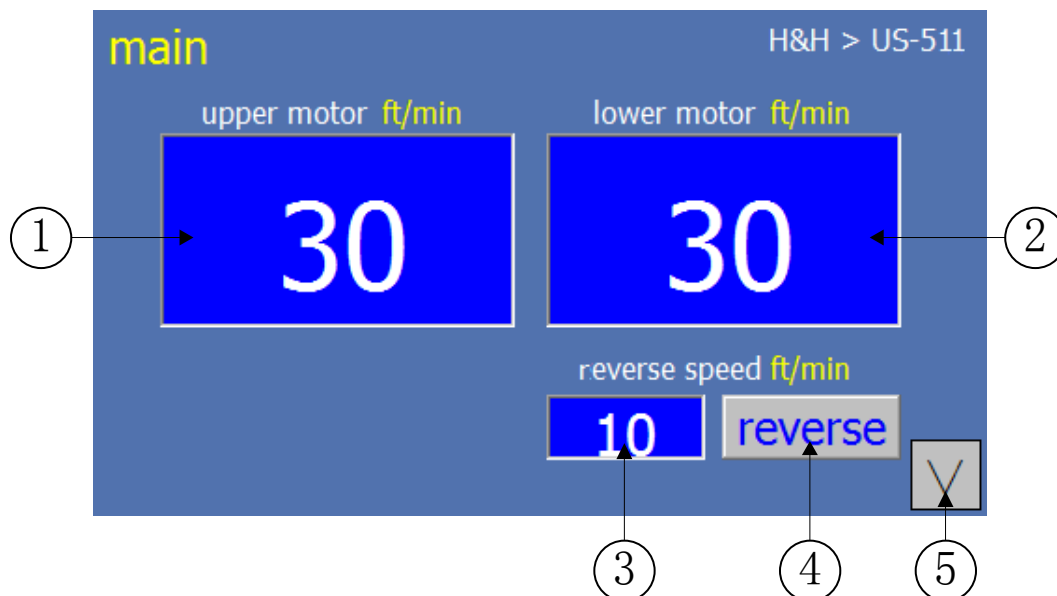 main
H&H > US-511
upper motor ft/min
lower motor ft/min
30
30
1
2
reverse speed ft/min
10
reverse
V
3
4
5